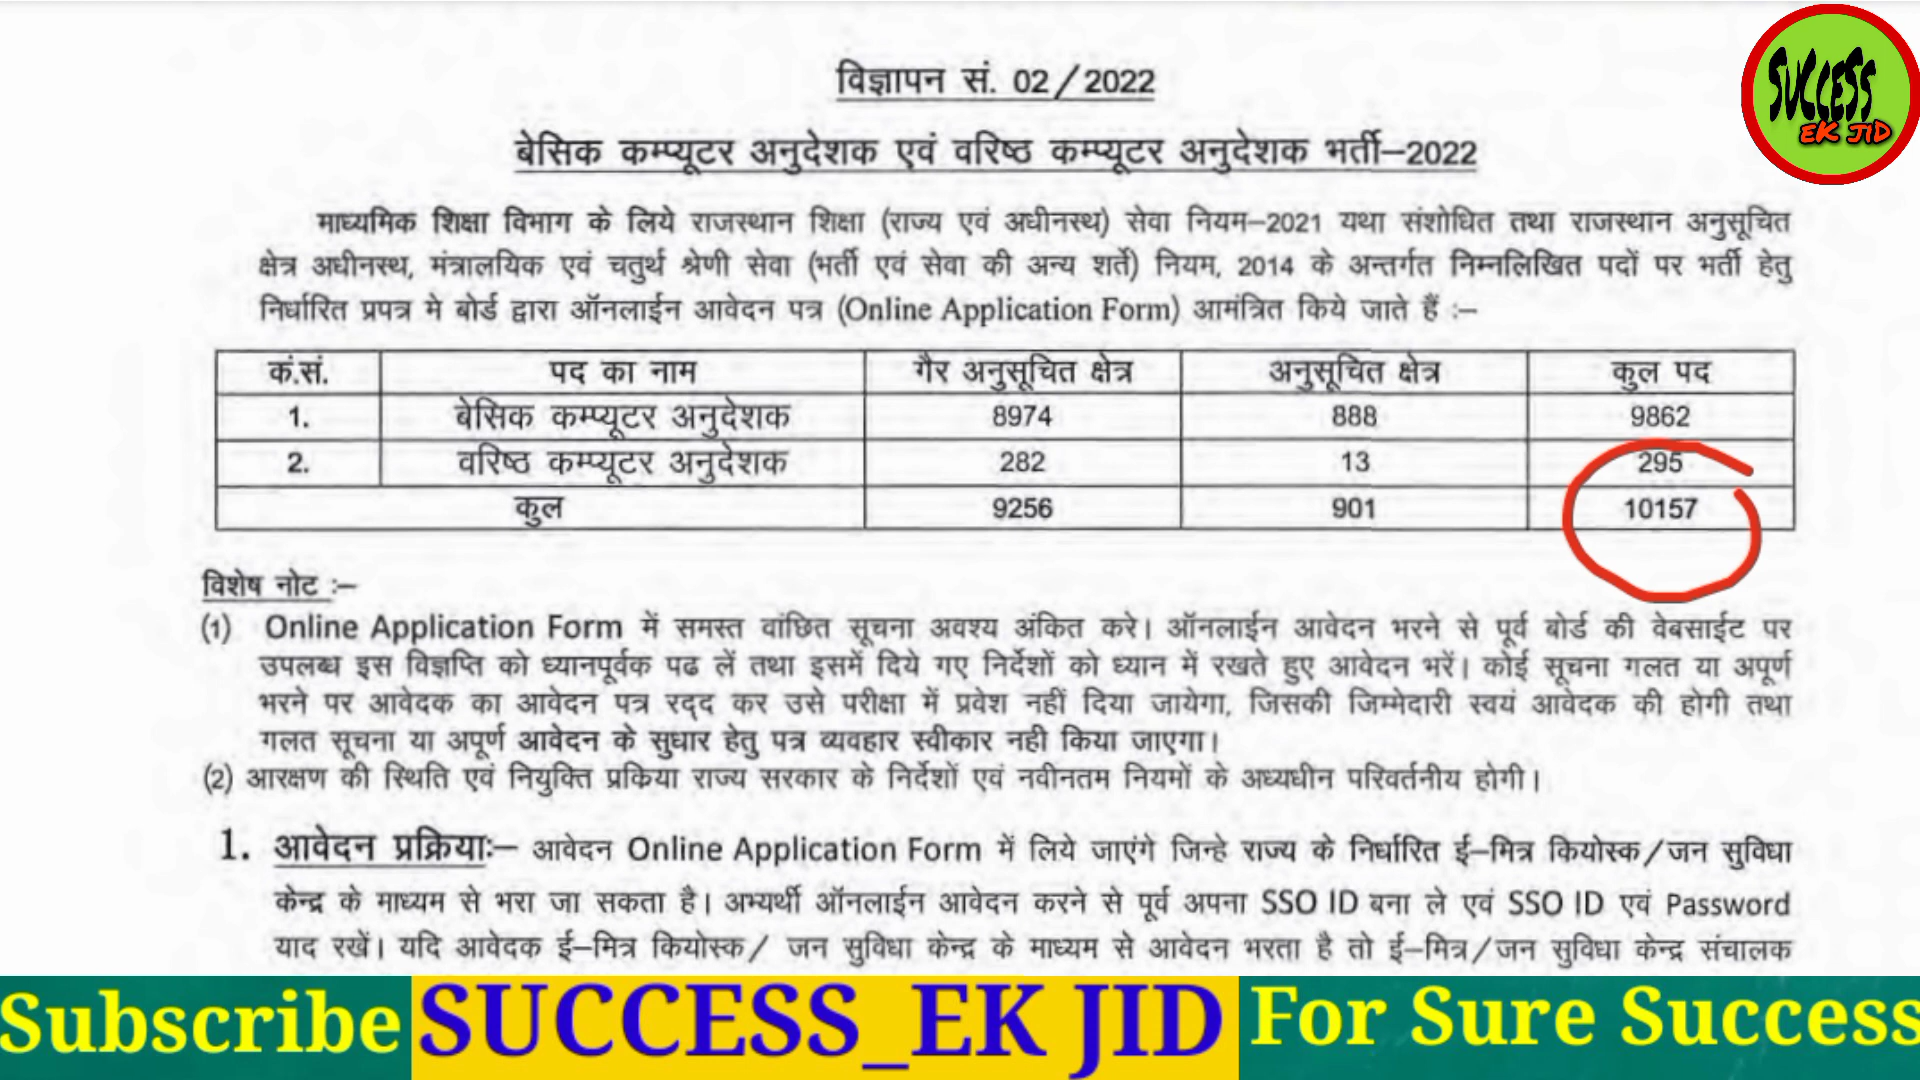 SUCCESS
EK JID
विज्ञापन सं. 02/2022
बेसिक कम्प्यूटर अनुदेशक एवं वरिष्ठ कम्प्यूटर अनुदेशक भर्ती–2022
माध्यमिक शिक्षा विभाग के लिये राजस्थान शिक्षा (राज्य एवं अधीनस्थ) सेवा नियम–2021 यथा संशोधित तथा राजस्थान अनुसूचित
क्षेत्र अधीनस्थ, मंत्रालयिक एवं चतुर्थ श्रेणी सेवा (भर्ती एवं सेवा की अन्य शर्ते) नियम, 2014 के अन्तर्गत निम्नलिखित पदों पर भर्ती हेतु
निर्धारित प्रपत्र मे बोर्ड द्वारा ऑनलाईन आवेदन पत्र (Online Application Form) आमंत्रित किये जाते हैं :–
कं.सं. पद का नाम गैर अनुसूचित क्षेत्र अनुसूचित क्षेत्र कुल पद
1. बेसिक कम्प्यूटर अनुदेशक 8974 888 9862
2. वरिष्ठ कम्प्यूटर अनुदेशक 282 13 295
कुल 9256 901 10157
विशेष नोट :–
(1) Online Application Form में समस्त वांछित सूचना अवश्य अंकित करे। ऑनलाईन आवेदन भरने से पूर्व बोर्ड की वेबसाईट पर
उपलब्ध इस विज्ञप्ति को ध्यानपूर्वक पढ लें तथा इसमें दिये गए निर्देशों को ध्यान में रखते हुए आवेदन भरें। कोई सूचना गलत या अपूर्ण
भरने पर आवेदक का आवेदन पत्र रद्द कर उसे परीक्षा में प्रवेश नहीं दिया जायेगा, जिसकी जिम्मेदारी स्वयं आवेदक की होगी तथा
गलत सूचना या अपूर्ण आवेदन के सुधार हेतु पत्र व्यवहार स्वीकार नही किया जाएगा।
(2) आरक्षण की स्थिति एवं नियुक्ति प्रकिया राज्य सरकार के निर्देशों एवं नवीनतम नियमों के अध्यधीन परिवर्तनीय होगी।
1. आवेदन प्रक्रियाः– आवेदन Online Application Form में लिये जाएंगे जिन्हे राज्य के निर्धारित ई–मित्र कियोस्क/जन सुविधा
केन्द्र के माध्यम से भरा जा सकता है। अभ्यर्थी ऑनलाईन आवेदन करने से पूर्व अपना SSO ID बना ले एवं SSO ID एवं Password
याद रखें। यदि आवेदक ई–मित्र कियोस्क/ जन सुविधा केन्द्र के माध्यम से आवेदन भरता है तो ई–मित्र/जन सुविधा केन्द्र संचालक
Subscribe SUCCESS_EK JID For Sure Success